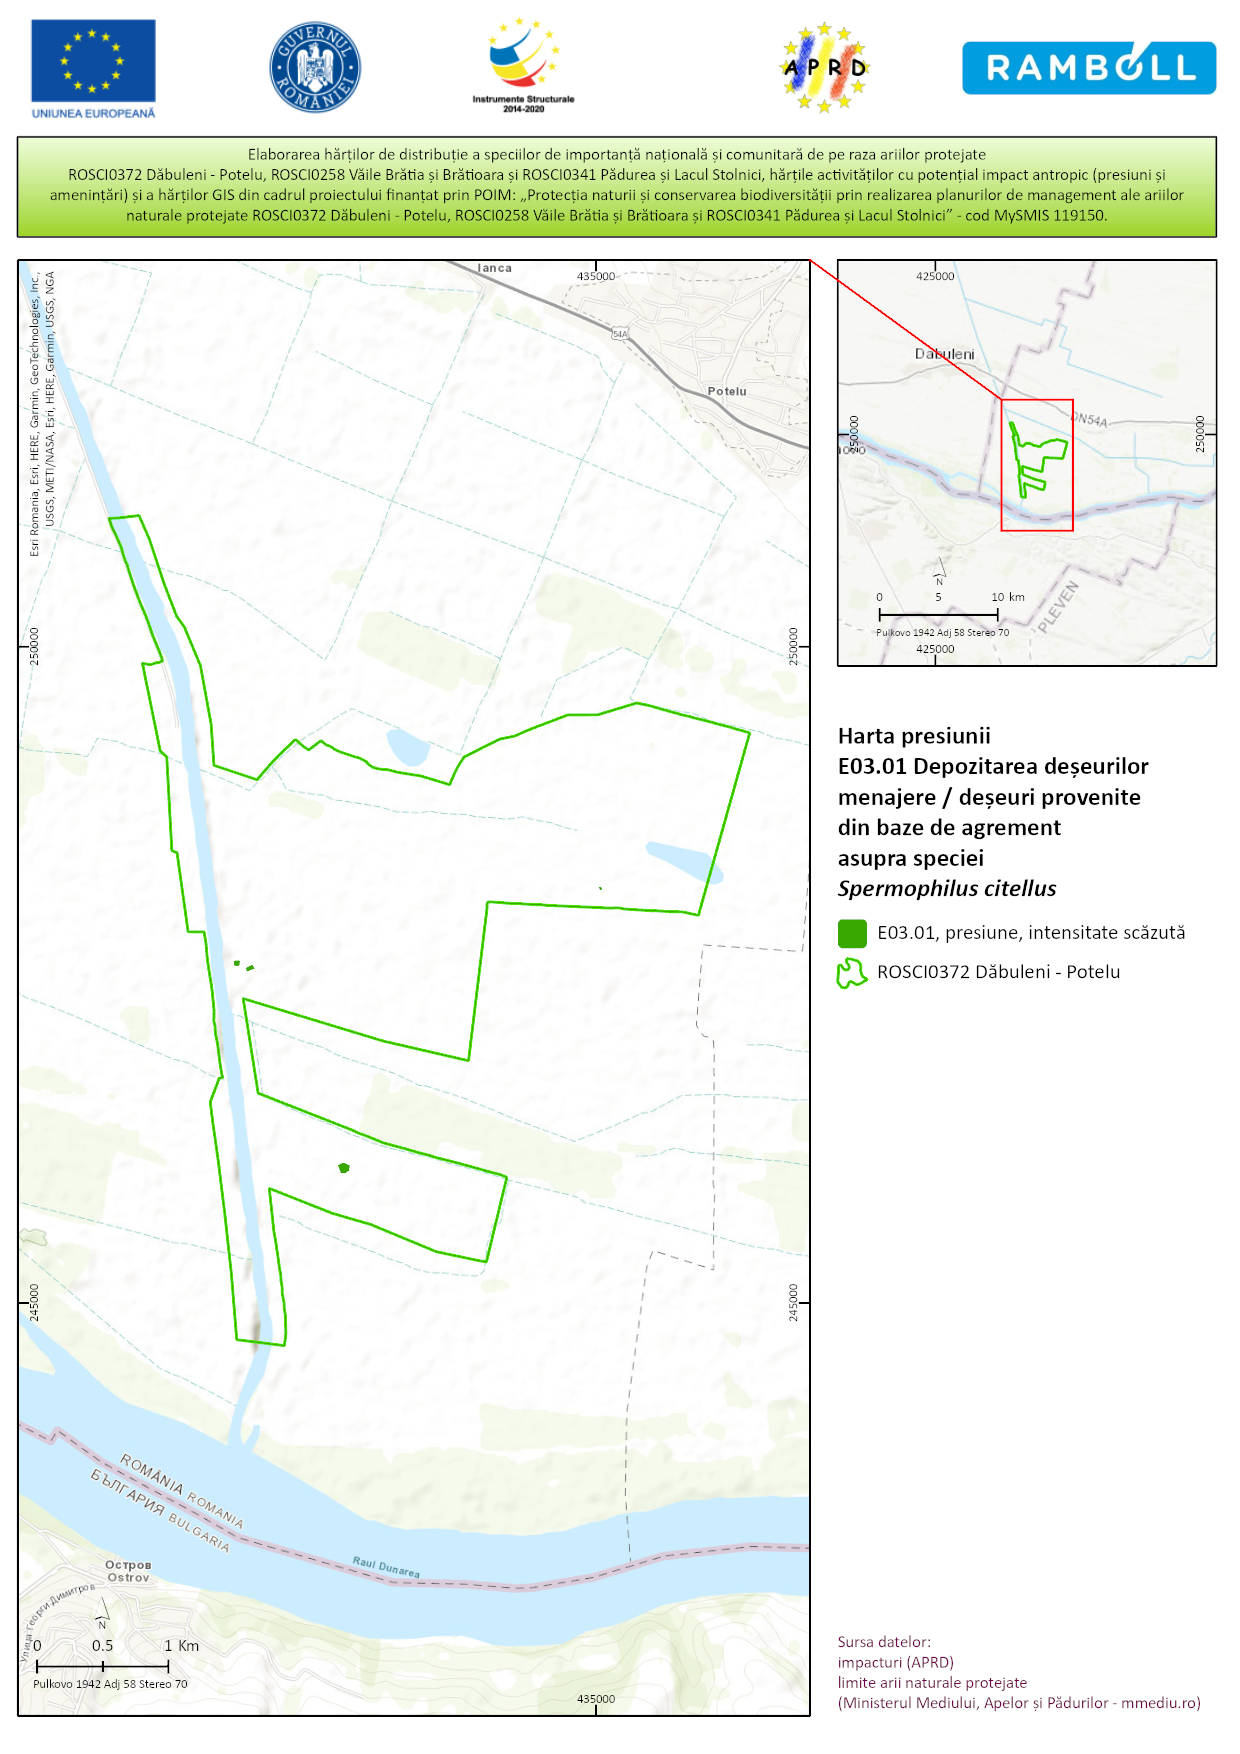 UNIUNEA EUROPEANĂ
GUVERNUL ROMÂNIEI
Instrumente Structurale
2014-2020
APRD
RAMBOLL
Elaborarea hărților de distribuție a speciilor de importanță națională și comunitară de pe raza ariilor protejate
ROSCI0372 Dăbuleni - Potelu, ROSCI0258 Văile Brătia și Brătioara și ROSCI0341 Pădurea și Lacul Stolnici, hărțile activităților cu potențial impact antropic (presiuni și
amenințări) și a hărților GIS din cadrul proiectului finanțat prin POIM: „Protecția naturii si conservarea biodiversității prin realizarea planurilor de management ale ariilor
naturale protejate ROSCI0372 Dăbuleni - Potelu, ROSCI0258 Văile Brătia și Brătioara și ROSCI0341 Pădurea și Lacul Stolnici” - cod MySMIS 119150.
Esri Romania, Esri, HERE, Garmin, GeoTechnologies, Inc.,
USGS, METI/NASA, Esri, HERE, Garmin, USGS, NGA
Ianca
435000
54A
Potelu
250000
250000
245000
245000
ROMÂNIA ROMANIA
БЪЛГАРИЯ BULGARIA
Raul Dunarea
Остров
Ostrov
Улица Георги Димитров
N
0 0.5 1 Km
Pulkovo 1942 Adj 58 Stereo 70
435000
425000
Dabuleni
DN54A
250000
250000
PLEVEN
N
0 5 10 km
Pulkovo 1942 Adj 58 Stereo 70
425000
Harta presiunii
E03.01 Depozitarea deșeurilor
menajere / deșeuri provenite
din baze de agrement
asupra speciei
Spermophilus citellus
E03.01, presiune, intensitate scăzută
ROSCI0372 Dăbuleni - Potelu
Sursa datelor:
impacturi (APRD)
limite arii naturale protejate
(Ministerul Mediului, Apelor și Pădurilor - mmediu.ro)